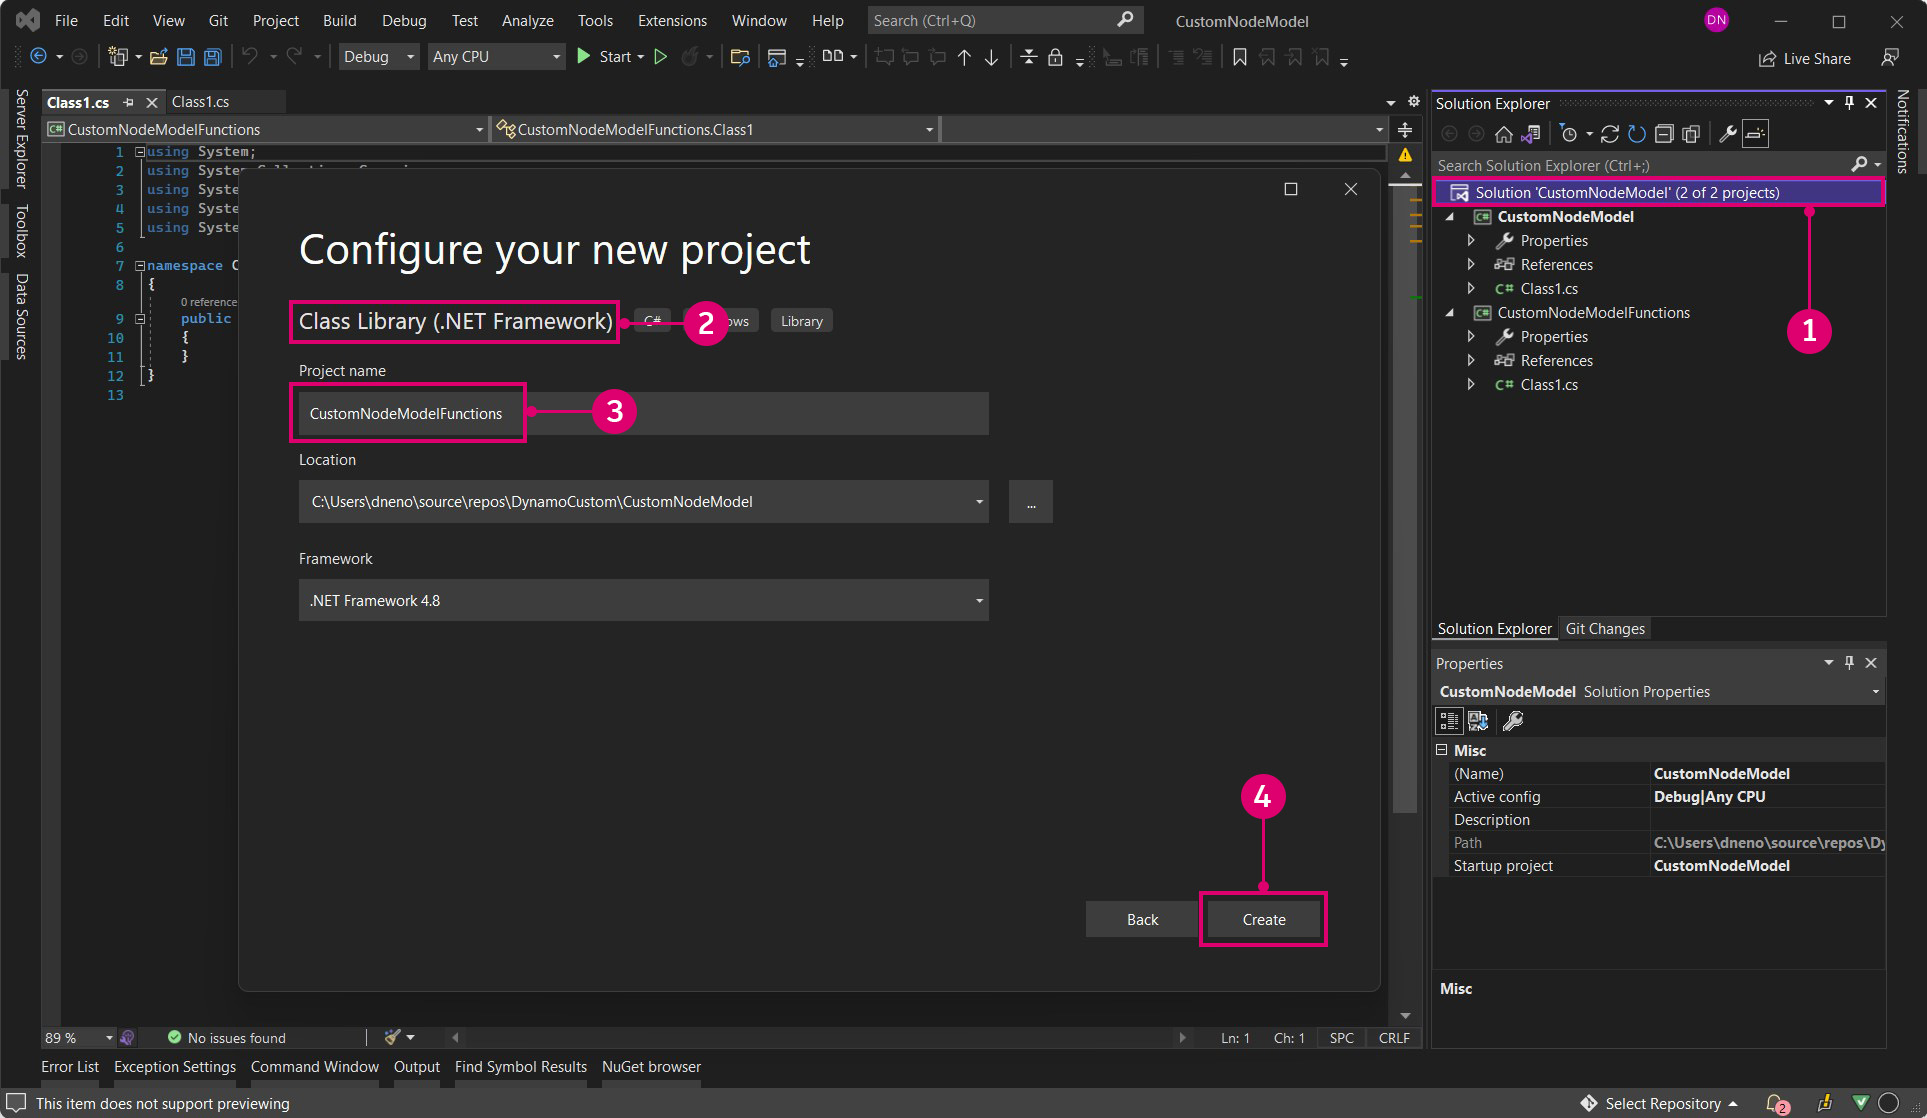 File Edit View Git Project Build Debug Test Analyze Tools Extensions Window Help Search (Ctrl+Q) CustomNodeModel DN
Debug Any CPU Start Live Share
Server Explorer
Toolbox
Data Sources
Class1.cs Class1.cs
C# CustomNodeModelFunctions CustomNodeModelFunctions.Class1
1 using System;
2 using System
3 using Syste
4 using Syste
5 using Syste
6
7 namespace C
8 {
0 reference
9 public
10 {
11 }
12 }
13
Configure your new project
Class Library (.NET Framework) 2 C# ows Library
Project name
CustomNodeModelFunctions 3
Location
C:\Users\dneno\source\repos\DynamoCustom\CustomNodeModel ...
Framework
.NET Framework 4.8
4
Back Create
Solution Explorer
Search Solution Explorer (Ctrl+;)
Solution 'CustomNodeModel' (2 of 2 projects)
C# CustomNodeModel
Properties
References
C# Class1.cs
C# CustomNodeModelFunctions
1
Properties
References
C# Class1.cs
Solution Explorer Git Changes
Properties
CustomNodeModel Solution Properties
Misc
(Name) CustomNodeModel
Active config Debug|Any CPU
Description
Path C:\Users\dneno\source\repos\Dy
Startup project CustomNodeModel
Misc
Notifications
89 % No issues found Ln: 1 Ch: 1 SPC CRLF
Error List Exception Settings Command Window Output Find Symbol Results NuGet browser
This item does not support previewing Select Repository 2